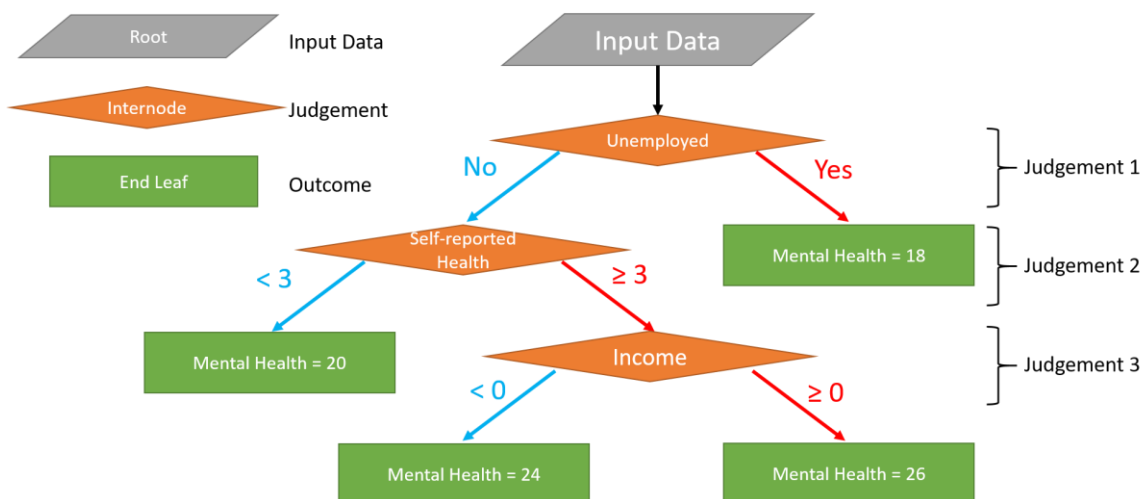 Root
Input Data
Internode
Judgement
End Leaf
Outcome
Input Data
Unemployed
No
Yes
Judgement 1
Self-reported
Health
Mental Health = 18
Judgement 2
< 3
≥ 3
Mental Health = 20
Income
Judgement 3
< 0
≥ 0
Mental Health = 24
Mental Health = 26